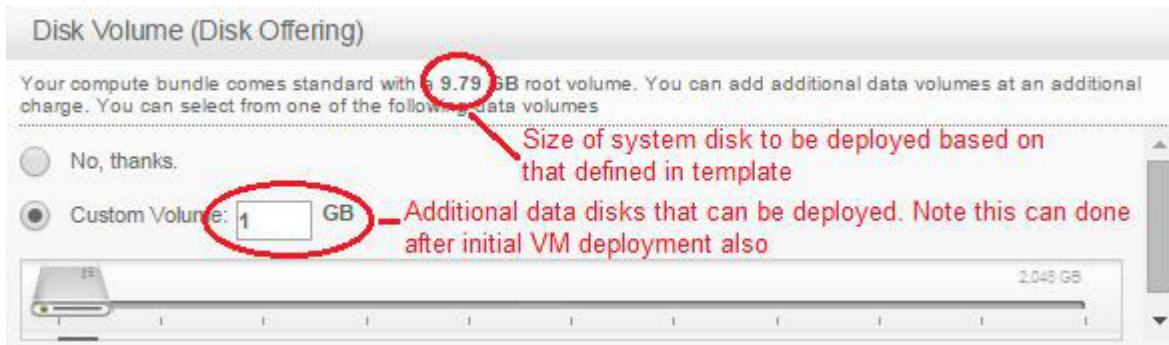 Disk Volume (Disk Offering)
Your compute bundle comes standard with a 9.79 GB root volume. You can add additional data volumes at an additional
charge. You can select from one of the following data volumes
Size of system disk to be deployed based on
that defined in template
No, thanks.
Custom Volume: 1 GB
Additional data disks that can be deployed. Note this can done
after initial VM deployment also
2,048 GB